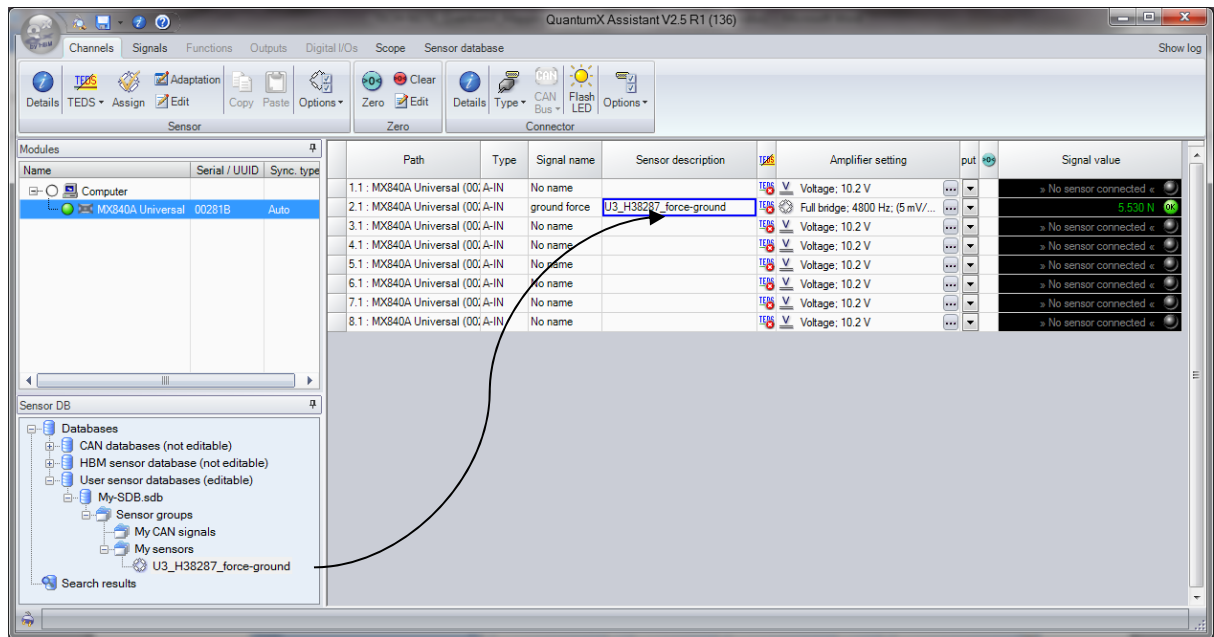 QuantumX Assistant V2.5 R1 (136)
Channels Signals Functions Outputs Digital I/Os Scope Sensor database Show log
Details TEDS Assign Adaptation Edit Copy Paste Options Zero Clear Edit Details Type CAN Bus Flash LED Options
Sensor Zero Connector
Modules
Name Serial / UUID Sync. type
Computer
MX840A Universal 00281B Auto
Path Type Signal name Sensor description TEDS Amplifier setting put Signal value
1.1 : MX840A Universal (00: A-IN No name TEDS V Voltage; 10.2 V ... » No sensor connected «
2.1 : MX840A Universal (00: A-IN ground force U3_H38287_force-ground TEDS Full bridge; 4800 Hz; (5 mV/... ... 5.530 N OK
3.1 : MX840A Universal (00: A-IN No name TEDS V Voltage; 10.2 V ... » No sensor connected «
4.1 : MX840A Universal (00: A-IN No name TEDS V Voltage; 10.2 V ... » No sensor connected «
5.1 : MX840A Universal (00: A-IN No name TEDS V Voltage; 10.2 V ... » No sensor connected «
6.1 : MX840A Universal (00: A-IN No name TEDS V Voltage; 10.2 V ... » No sensor connected «
7.1 : MX840A Universal (00: A-IN No name TEDS V Voltage; 10.2 V ... » No sensor connected «
8.1 : MX840A Universal (00: A-IN No name TEDS V Voltage; 10.2 V ... » No sensor connected «
Sensor DB
Databases
CAN databases (not editable)
HBM sensor database (not editable)
User sensor databases (editable)
My-SDB.sdb
Sensor groups
My CAN signals
My sensors
U3_H38287_force-ground
Search results